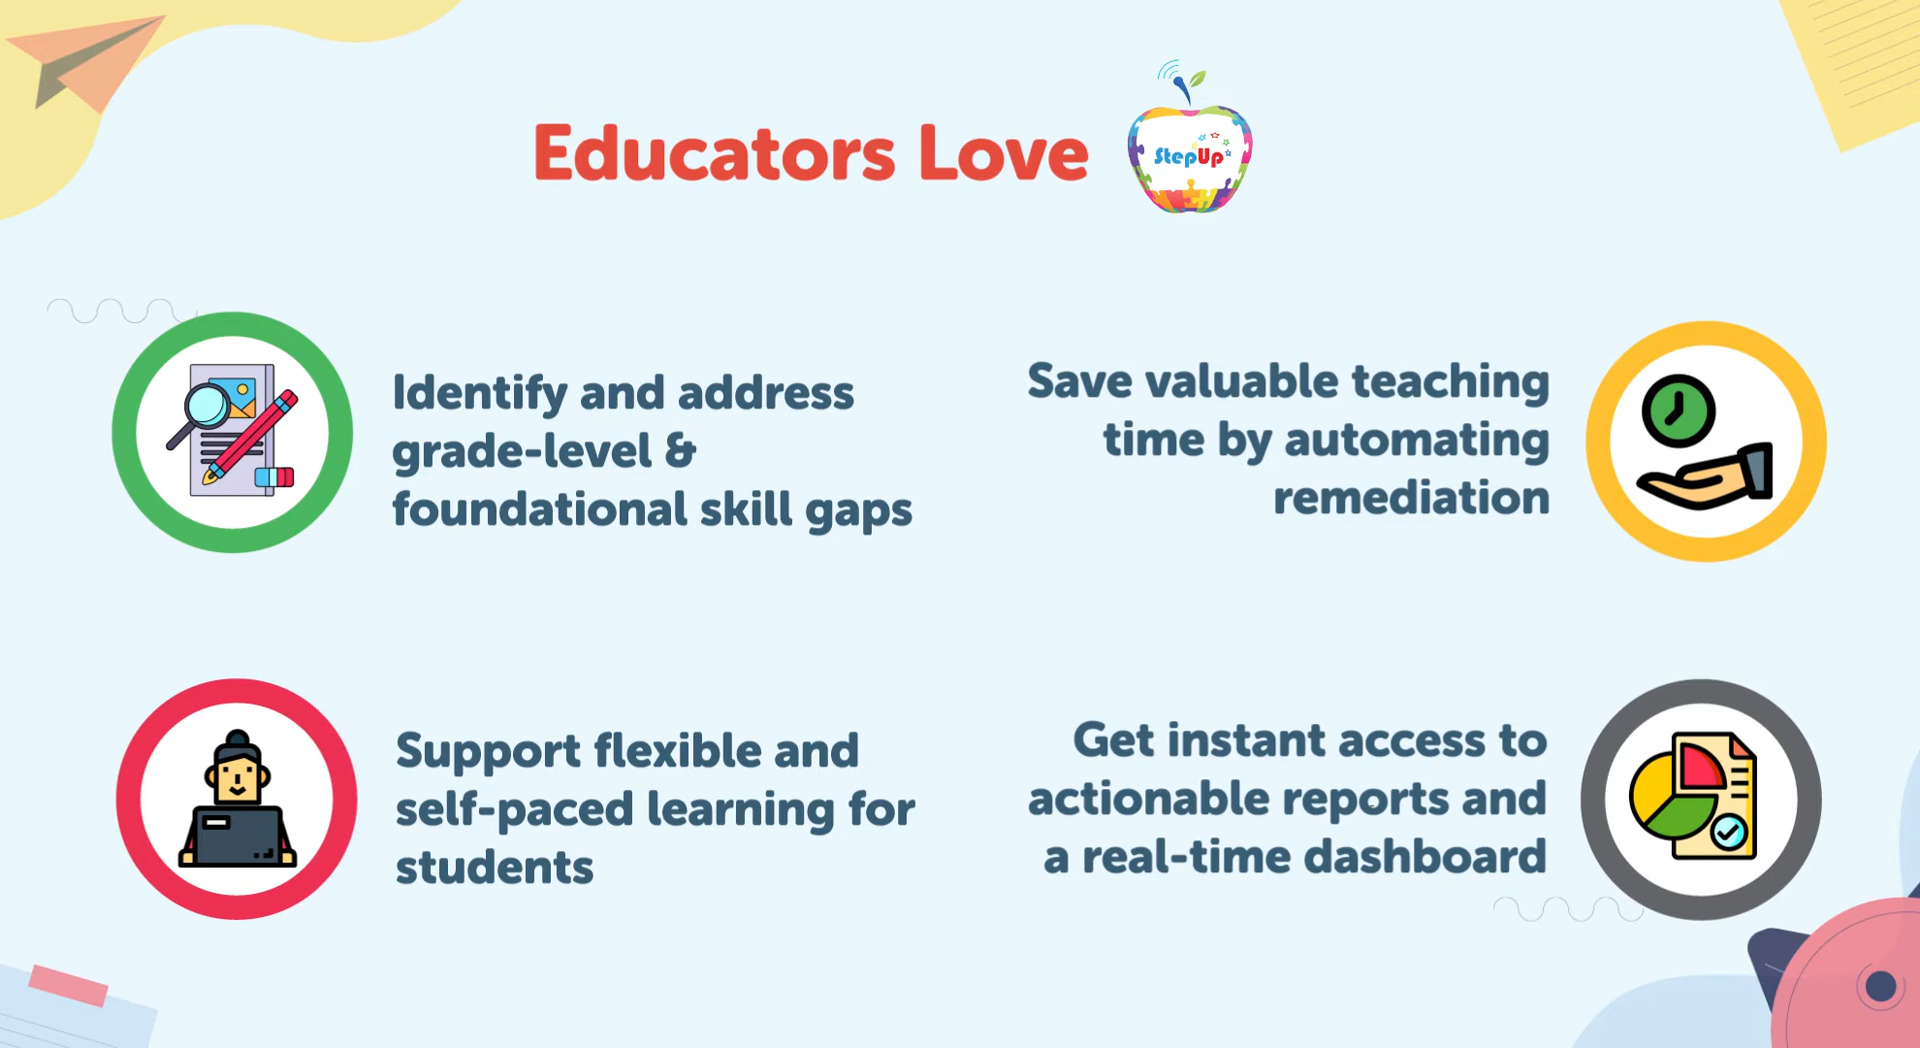 Educators Love
StepUp
Identify and address
grade-level &
foundational skill gaps
Save valuable teaching
time by automating
remediation
Support flexible and
self-paced learning for
students
Get instant access to
actionable reports and
a real-time dashboard